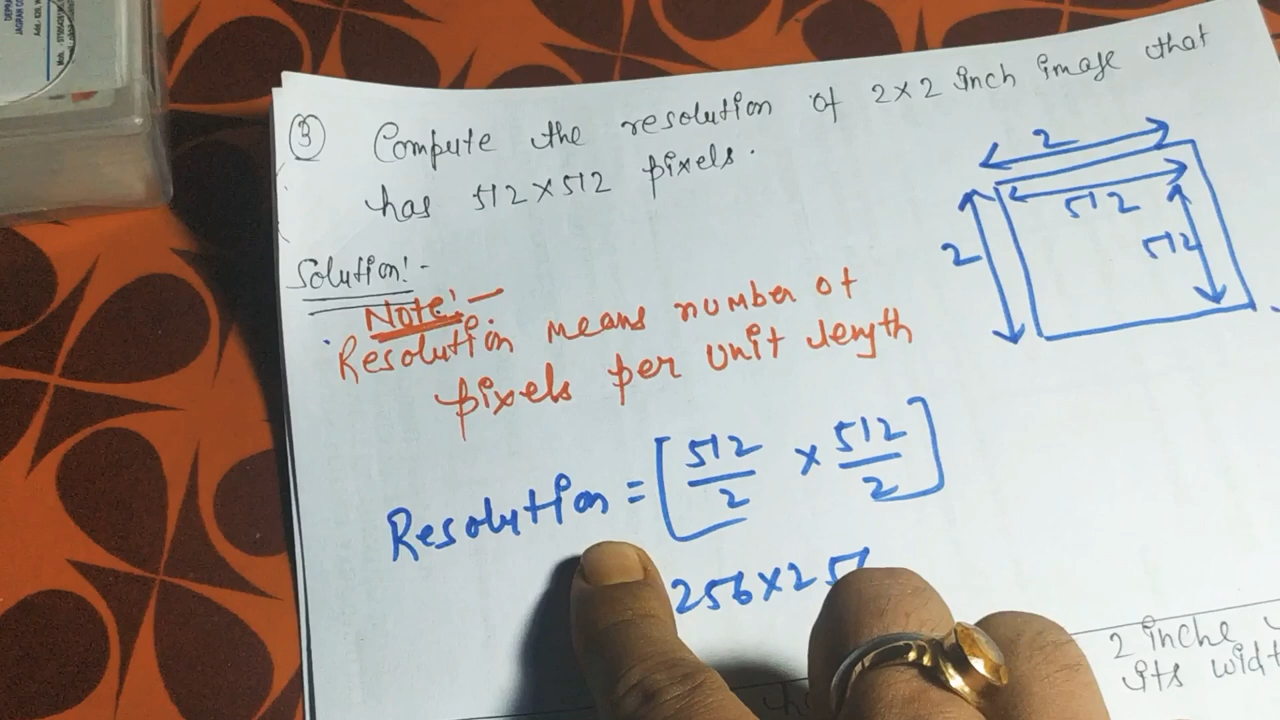 ③ Compute the resolution of 2×2 inch image that
has 512×512 pixels.
Solution:-
Note:-
Resolution means number of
pixels per unit length
Resolution = [512/2 × 512/2]
256×25
2
512
2
512
2 inche
its widt